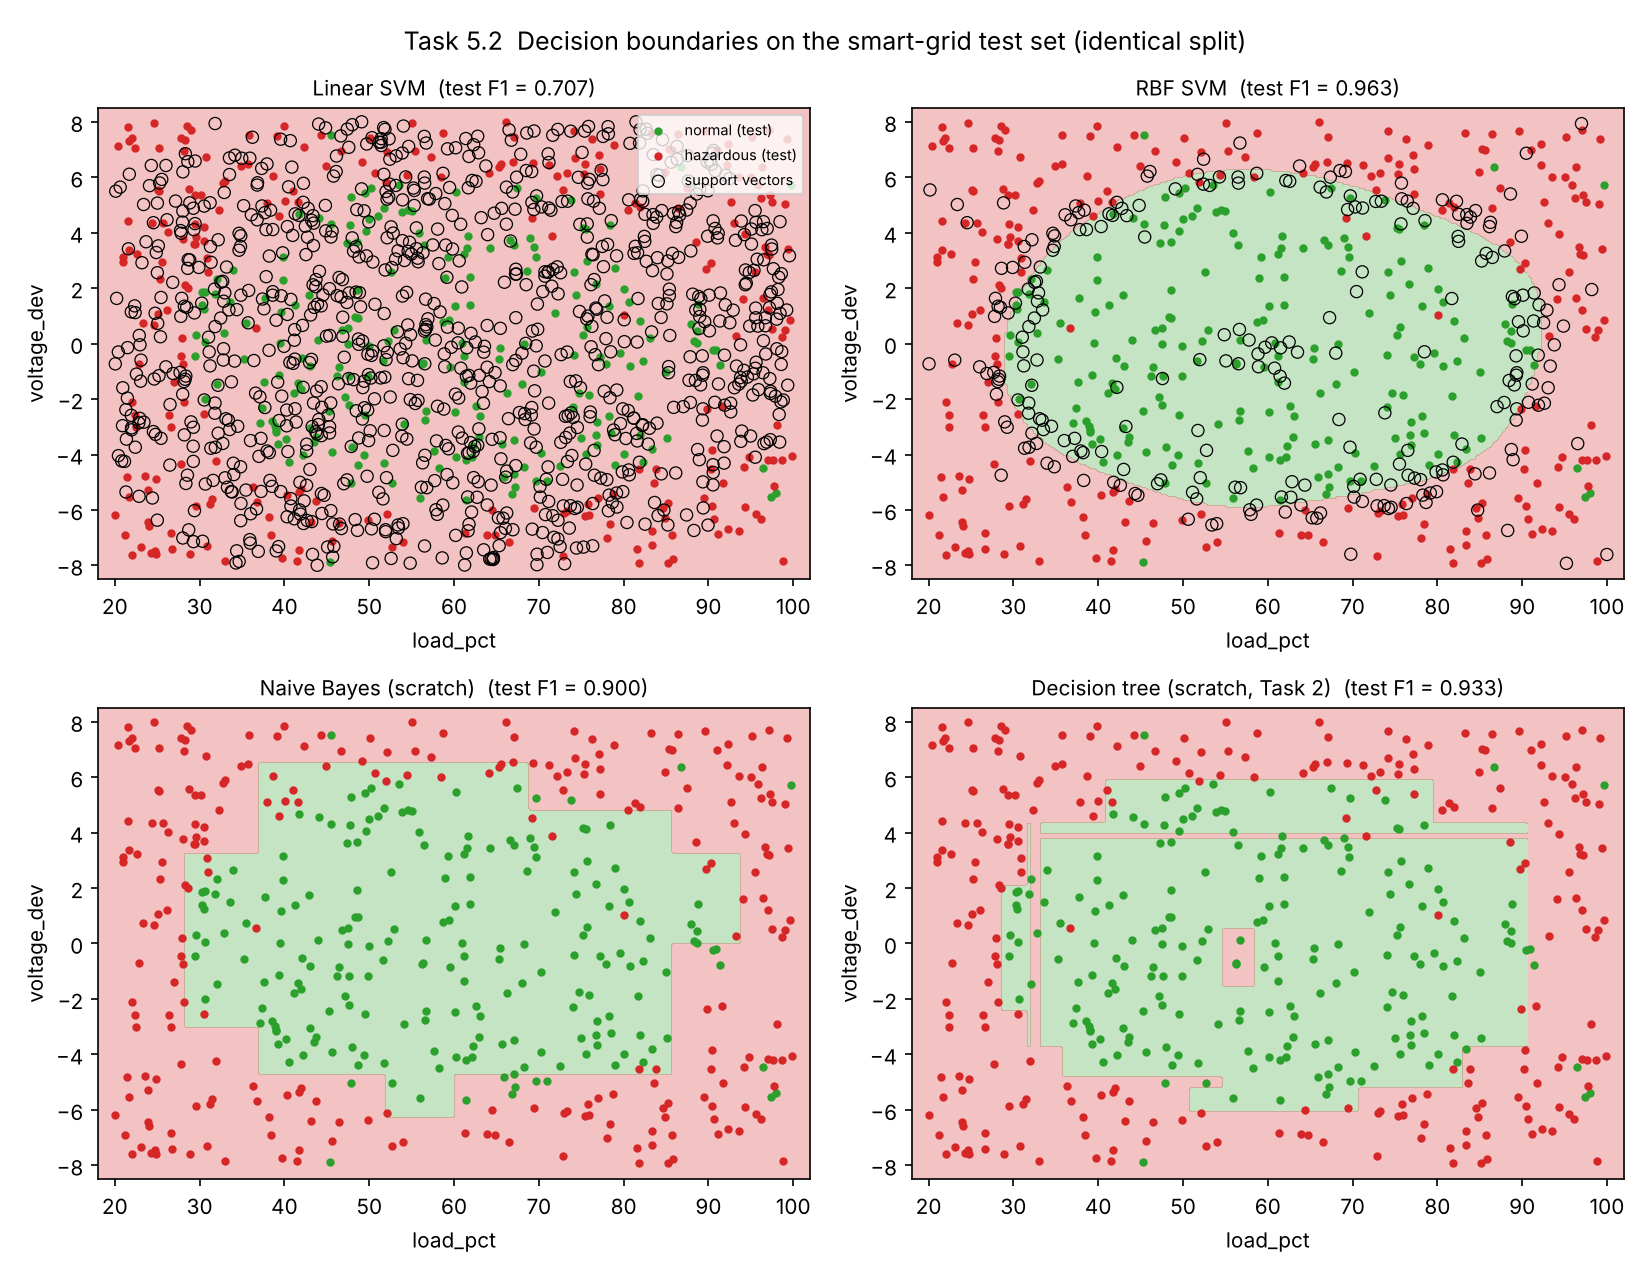 Task 5.2  Decision boundaries on the smart-grid test set (identical split)
Linear SVM  (test F1 = 0.707)
8
6
4
2
0
−2
−4
−6
−8
voltage_dev
normal (test)
hazardous (test)
support vectors
20 30 40 50 60 70 80 90 100
load_pct
RBF SVM  (test F1 = 0.963)
8
6
4
2
0
−2
−4
−6
−8
voltage_dev
20 30 40 50 60 70 80 90 100
load_pct
Naive Bayes (scratch)  (test F1 = 0.900)
8
6
4
2
0
−2
−4
−6
−8
voltage_dev
20 30 40 50 60 70 80 90 100
load_pct
Decision tree (scratch, Task 2)  (test F1 = 0.933)
8
6
4
2
0
−2
−4
−6
−8
voltage_dev
20 30 40 50 60 70 80 90 100
load_pct